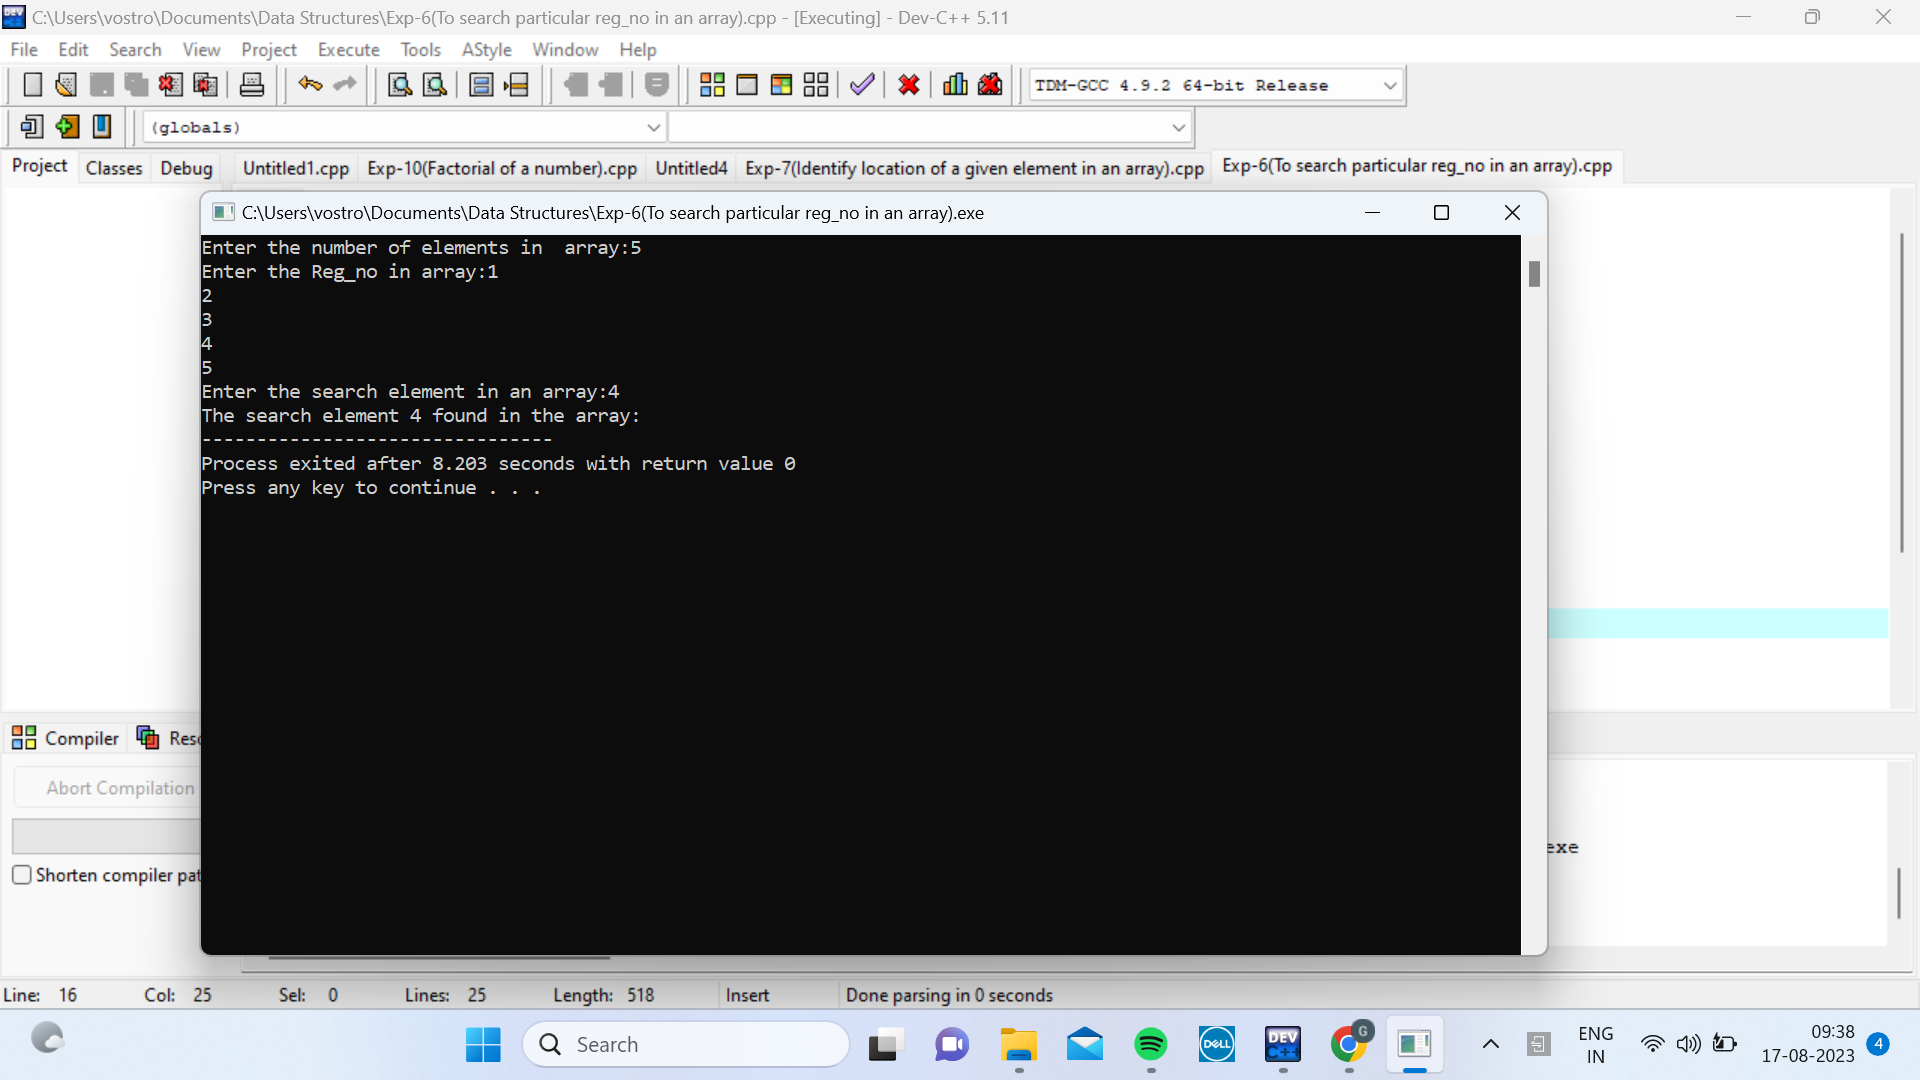 C:\Users\vostro\Documents\Data Structures\Exp-6(To search particular reg_no in an array).cpp - [Executing] - Dev-C++ 5.11
File Edit Search View Project Execute Tools AStyle Window Help
TDM-GCC 4.9.2 64-bit Release
(globals)
Project Classes Debug Untitled1.cpp Exp-10(Factorial of a number).cpp Untitled4 Exp-7(Identify location of a given element in an array).cpp Exp-6(To search particular reg_no in an array).cpp
C:\Users\vostro\Documents\Data Structures\Exp-6(To search particular reg_no in an array).exe
Enter the number of elements in  array:5
Enter the Reg_no in array:1
2
3
4
5
Enter the search element in an array:4
The search element 4 found in the array:
--------------------------------
Process exited after 8.203 seconds with return value 0
Press any key to continue . . .
Compiler
Abort Compilation
exe
Shorten compiler
Line: 16 Col: 25 Sel: 0 Lines: 25 Length: 518 Insert Done parsing in 0 seconds
Search
DELL
DEV C++
G
ENG
IN
09:38
17-08-2023
4